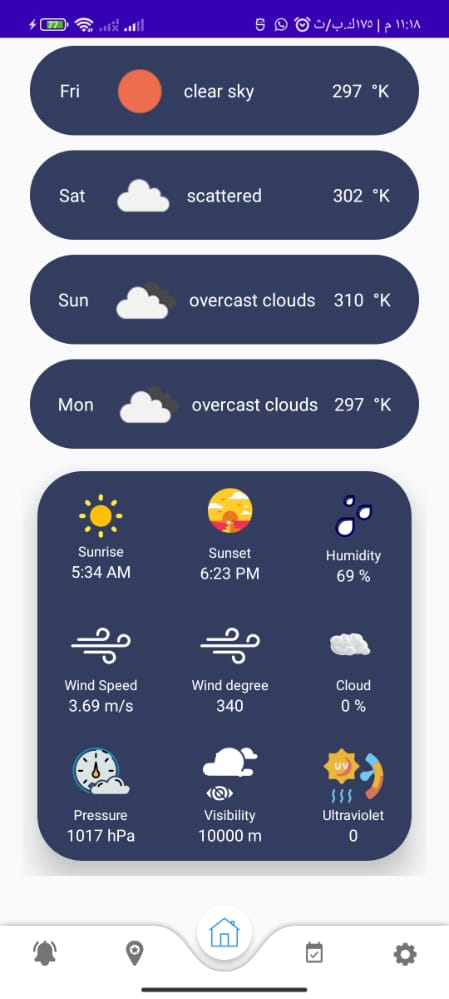 77 ١١:١٨ م | ١٧٥ك.ب/ث
Fri clear sky 297 °K
Sat scattered 302 °K
Sun overcast clouds 310 °K
Mon overcast clouds 297 °K
Sunrise Sunset Humidity
5:34 AM 6:23 PM 69 %
Wind Speed Wind degree Cloud
3.69 m/s 340 0 %
UV
Pressure Visibility Ultraviolet
1017 hPa 10000 m 0